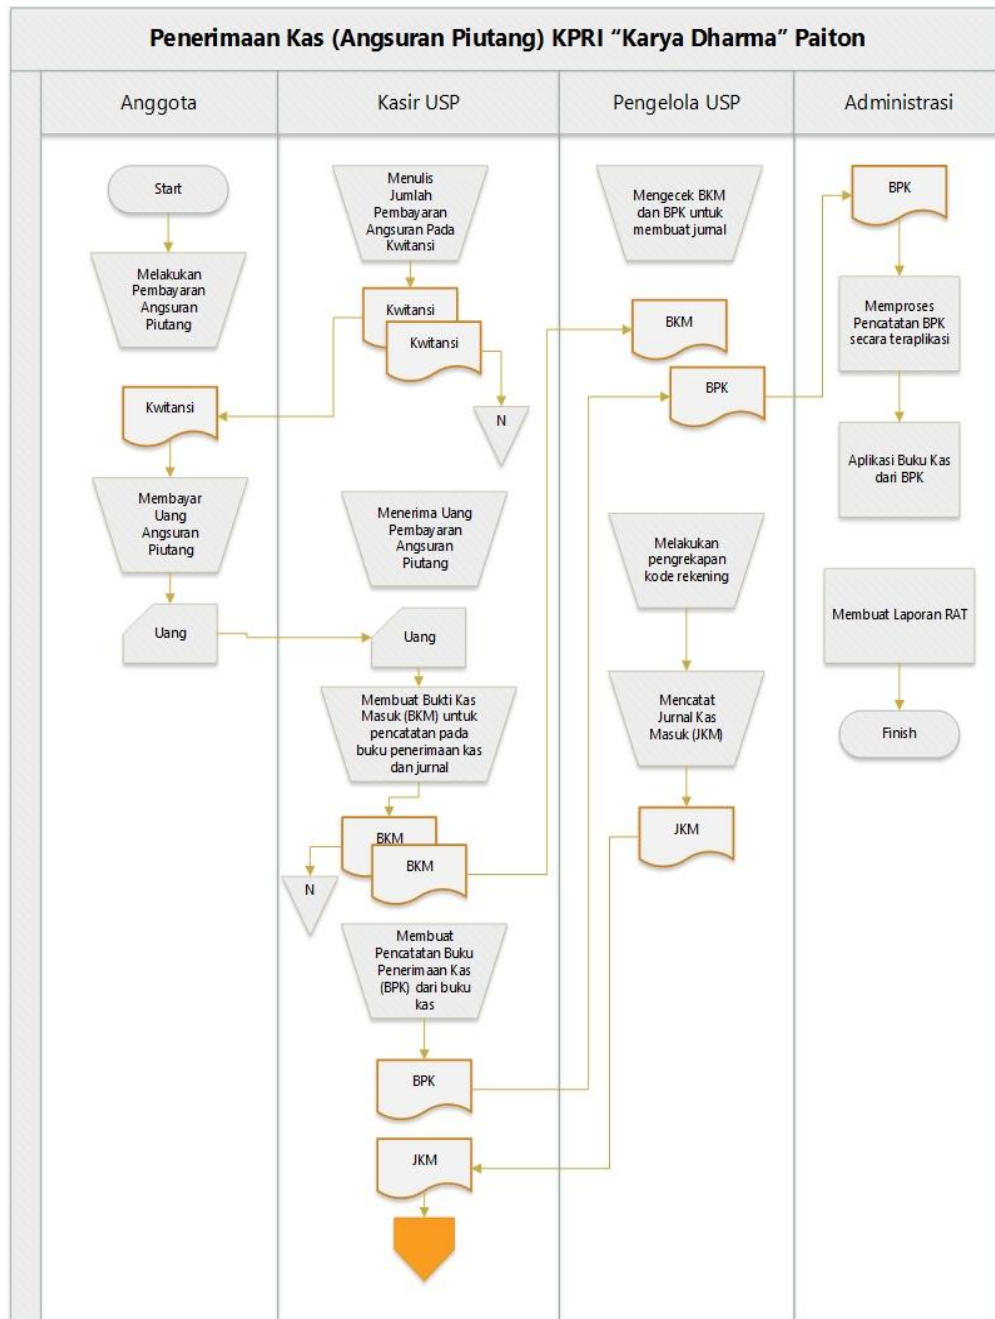 Penerimaan Kas (Angsuran Piutang) KPRI “Karya Dharma” Paiton
Anggota
Kasir USP
Pengelola USP
Administrasi
Start
Melakukan
Pembayaran
Angsuran
Piutang
Kwitansi
Membayar
Uang
Angsuran
Piutang
Uang
Menulis
Jumlah
Pembayaran
Angsuran Pada
Kwitansi
Kwitansi
Kwitansi
N
Menerima Uang
Pembayaran
Angsuran
Piutang
Uang
Membuat Bukti Kas
Masuk (BKM) untuk
pencatatan pada
buku penerimaan kas
dan jurnal
BKM
BKM
N
Membuat
Pencatatan Buku
Penerimaan Kas
(BPK) dari buku
kas
BPK
JKM
Mengecek BKM
dan BPK untuk
membuat jurnal
BKM
BPK
Melakukan
pengrekapan
kode rekening
Mencatat
Jurnal Kas
Masuk (JKM)
JKM
BPK
Memproses
Pencatatan BPK
secara teraplikasi
Aplikasi Buku Kas
dari BPK
Membuat Laporan RAT
Finish